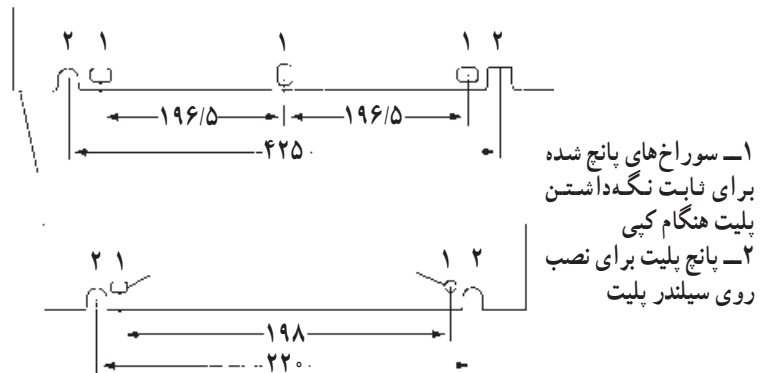 ۲ ۱ ۱ ۱ ۲
۱۹۶/۵ ۱۹۶/۵
۴۲۵
۱ــ سوراخ‌های پانچ شده
برای ثابت نگه‌داشتن
پلیت هنگام کپی
۲ــ پانچ پلیت برای نصب
روی سیلندر پلیت
۲ ۱ ۱ ۲
۱۹۸
۲۲۰